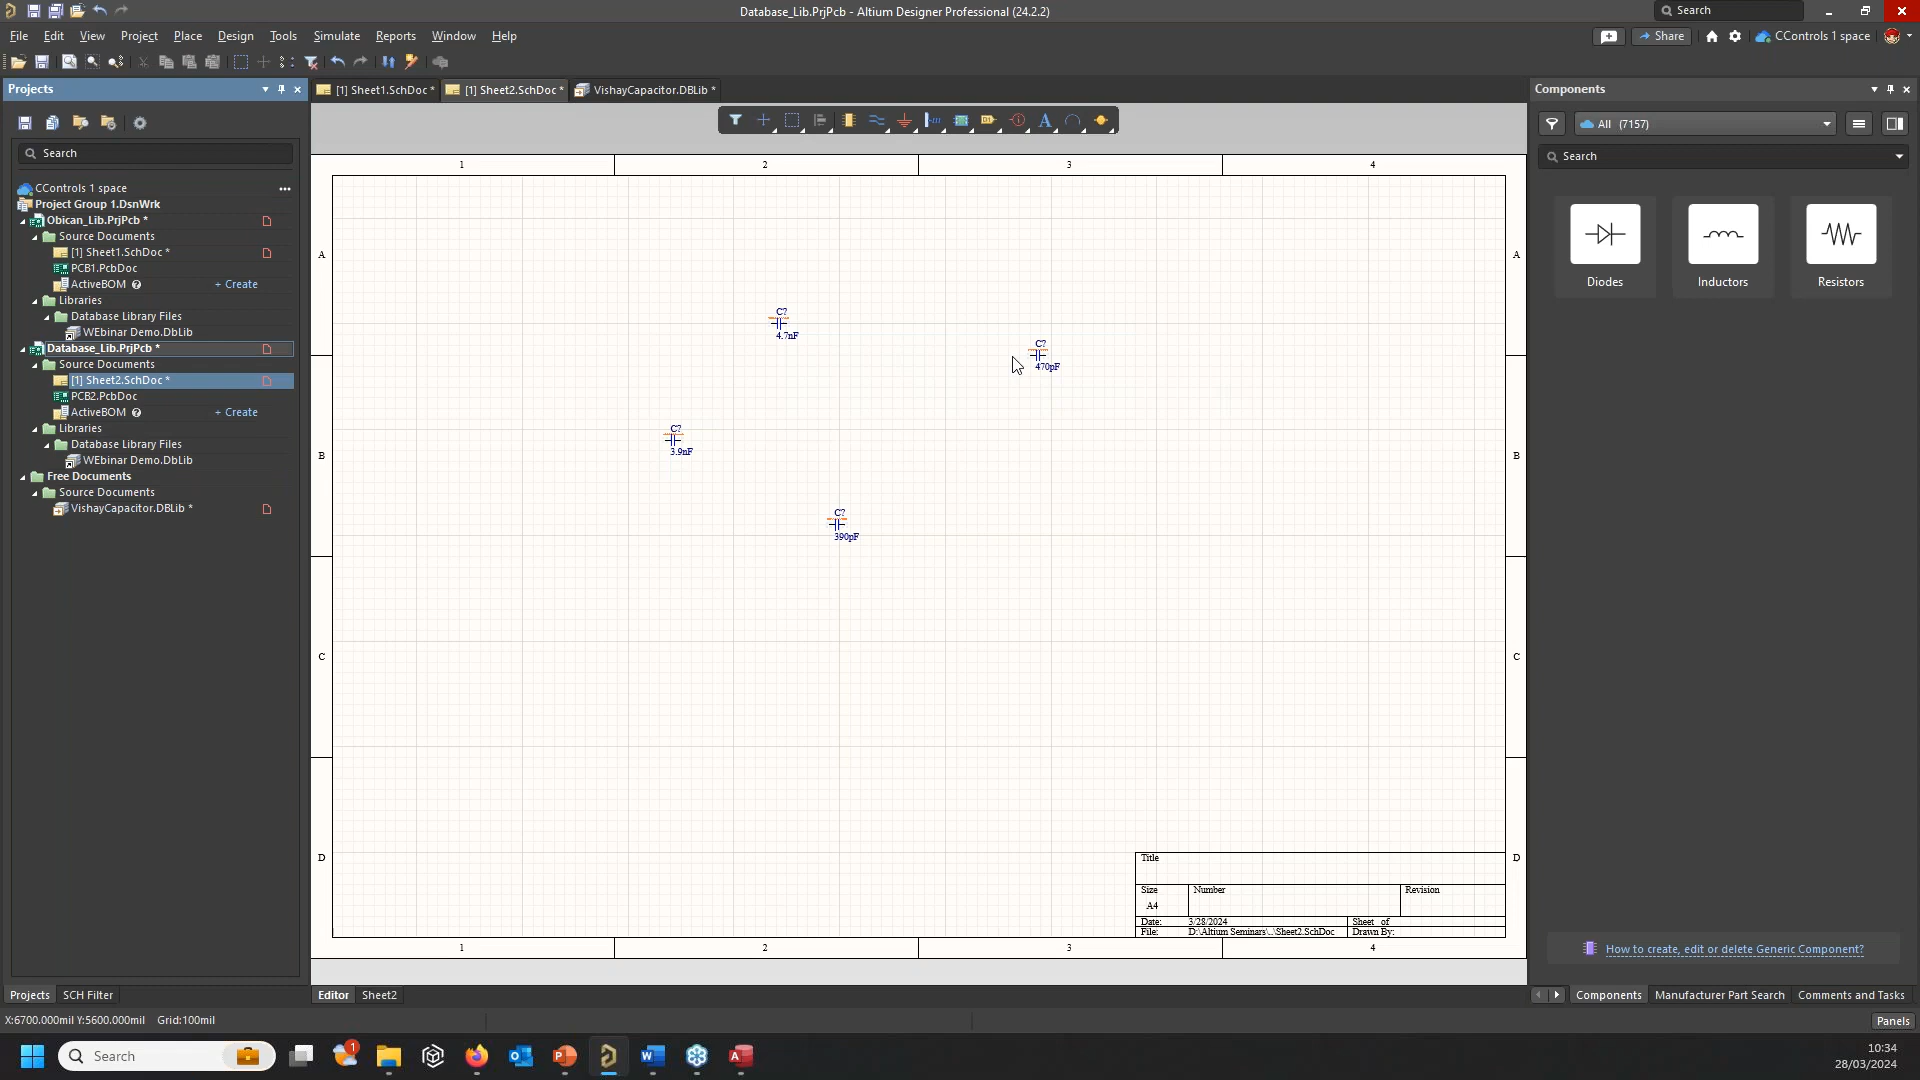 Database_Lib.PrjPcb - Altium Designer Professional (24.2.2)
Search
File Edit View Project Place Design Tools Simulate Reports Window Help
Share
CControls 1 space
Projects
[1] Sheet1.SchDoc *
[1] Sheet2.SchDoc *
VishayCapacitor.DBLib *
Components
All (7157)
Search
Search
CControls 1 space
Project Group 1.DsnWrk
Obican_Lib.PrjPcb *
Source Documents
[1] Sheet1.SchDoc *
PCB1.PcbDoc
ActiveBOM + Create
Libraries
Database Library Files
WEbinar Demo.DbLib
Database_Lib.PrjPcb *
Source Documents
[1] Sheet2.SchDoc *
PCB2.PcbDoc
ActiveBOM + Create
Libraries
Database Library Files
WEbinar Demo.DbLib
Free Documents
Source Documents
VishayCapacitor.DBLib *
1 2 3 4
A A
B B
C C
D D
C?
4.7nF
C?
470pF
C?
3.9nF
C?
390pF
Title
Size Number Revision
A4
Date: 3/28/2024 Sheet of
File: D:\Altium Seminars\..\Sheet2.SchDoc Drawn By:
1 2 3 4
Diodes Inductors Resistors
How to create, edit or delete Generic Component?
Projects SCH Filter
Editor Sheet2
Components Manufacturer Part Search Comments and Tasks
X:6700.000mil Y:5600.000mil Grid:100mil
Panels
Search
1
10:34
28/03/2024